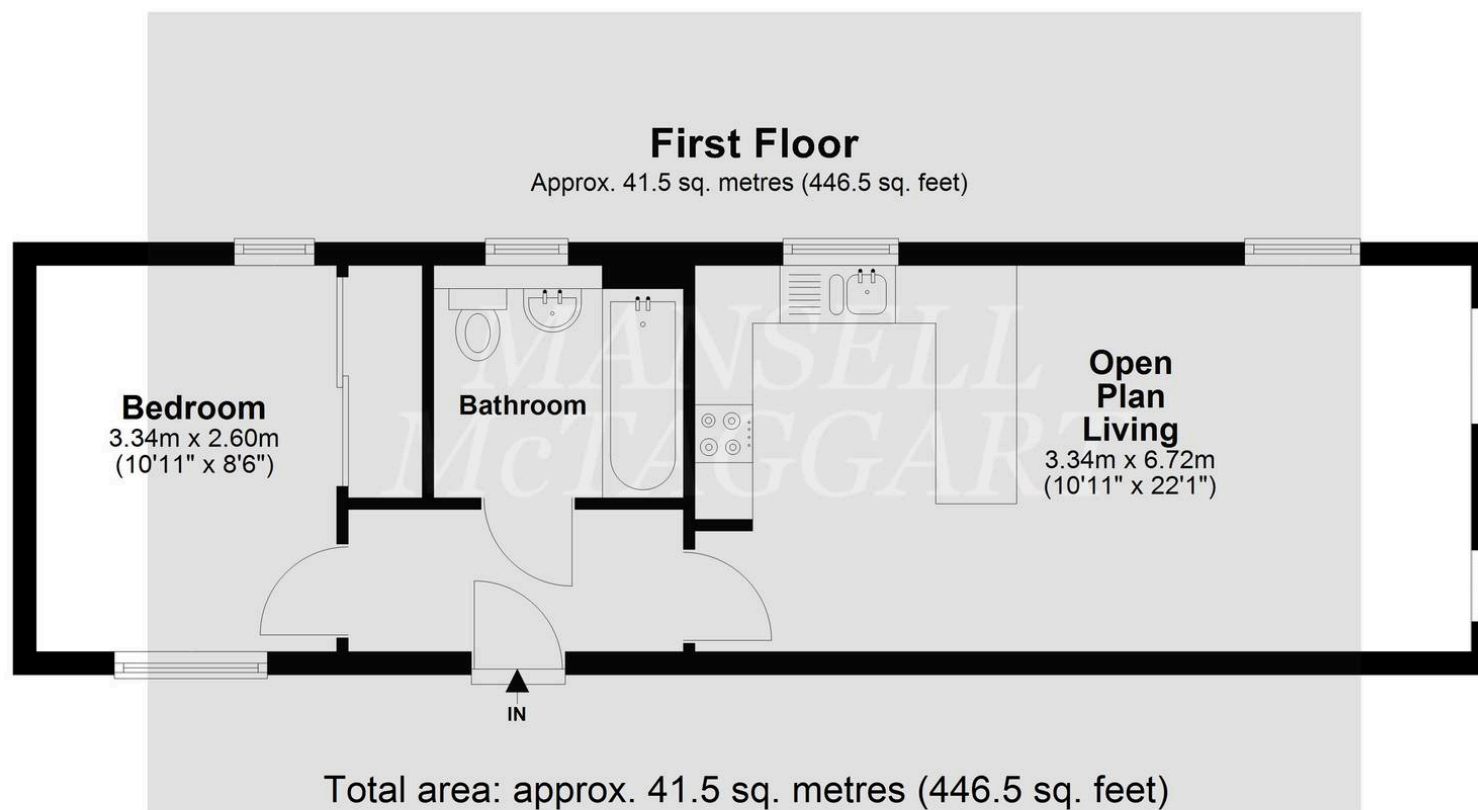 First Floor
Approx. 41.5 sq. metres (446.5 sq. feet)
MANSELL
McTAGGART
Bedroom
3.34m x 2.60m
(10'11" x 8'6")
Bathroom
Open
Plan
Living
3.34m x 6.72m
(10'11" x 22'1")
IN
Total area: approx. 41.5 sq. metres (446.5 sq. feet)